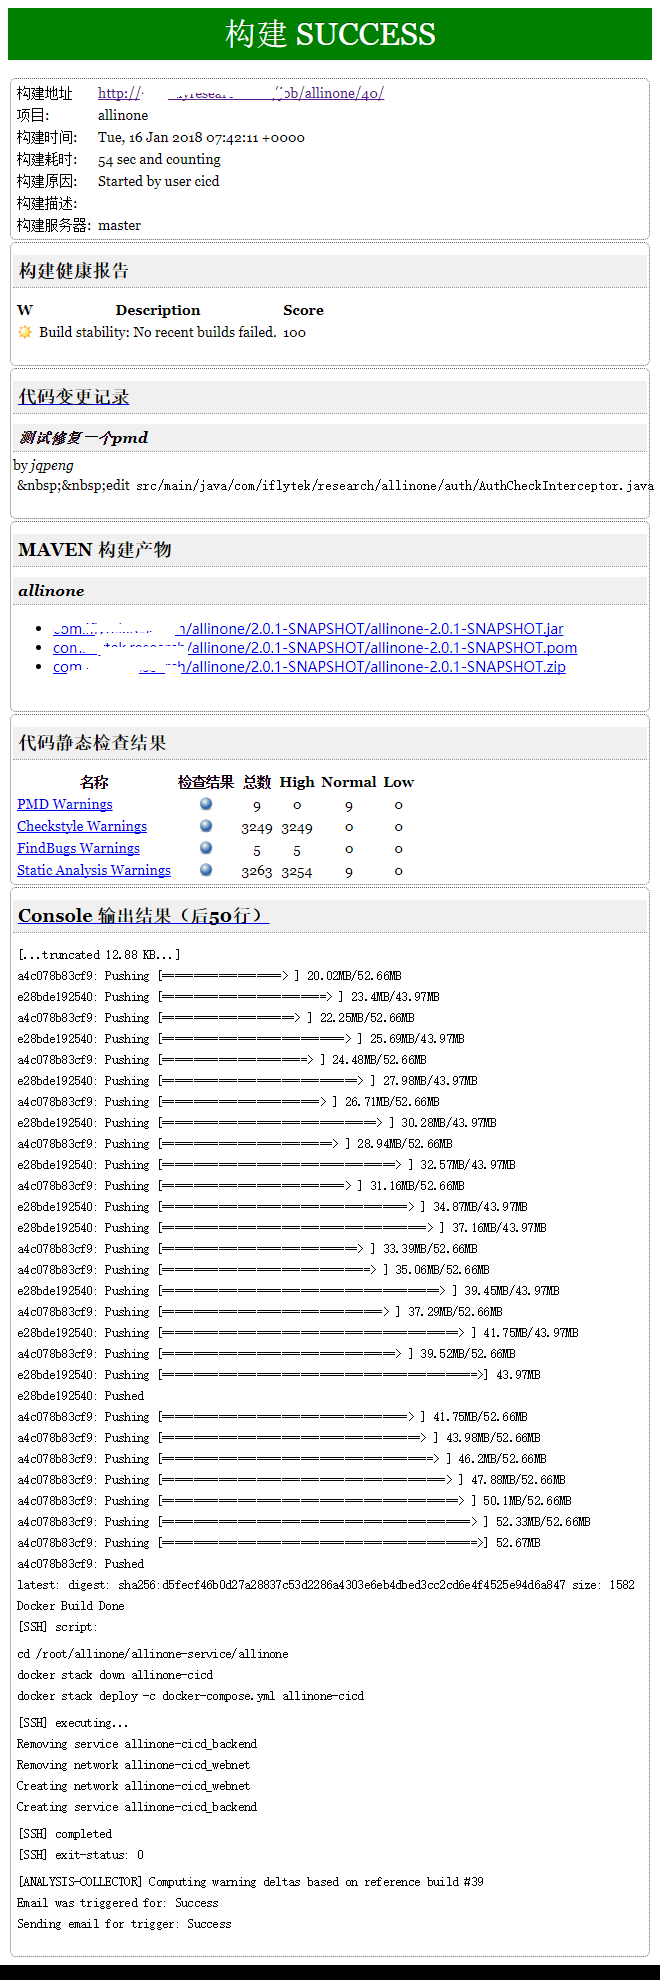 构建 SUCCESS
构建地址 http:// /job/allinone/40/
项目: allinone
构建时间: Tue, 16 Jan 2018 07:42:11 +0000
构建耗时: 54 sec and counting
构建原因: Started by user cicd
构建描述:
构建服务器: master
构建健康报告
W Description Score
Build stability: No recent builds failed. 100
代码变更记录
测试修复一个pmd
by jqpeng
&nbsp;&nbsp;edit src/main/java/com/iflytek/research/allinone/auth/AuthCheckInterceptor.java
MAVEN 构建产物
allinone
/allinone/2.0.1-SNAPSHOT/allinone-2.0.1-SNAPSHOT.jar
/allinone/2.0.1-SNAPSHOT/allinone-2.0.1-SNAPSHOT.pom
/allinone/2.0.1-SNAPSHOT/allinone-2.0.1-SNAPSHOT.zip
代码静态检查结果
名称 检查结果 总数 High Normal Low
PMD Warnings 9 0 9 0
Checkstyle Warnings 3249 3249 0 0
FindBugs Warnings 5 5 0 0
Static Analysis Warnings 3263 3254 9 0
Console 输出结果（后50行）
[...truncated 12.88 KB...]
a4c078b83cf9: Pushing [===================> ] 20.02MB/52.66MB
e28bde192540: Pushing [==========================> ] 23.4MB/43.97MB
a4c078b83cf9: Pushing [=====================> ] 22.25MB/52.66MB
e28bde192540: Pushing [=============================> ] 25.69MB/43.97MB
a4c078b83cf9: Pushing [=======================> ] 24.48MB/52.66MB
e28bde192540: Pushing [===============================> ] 27.98MB/43.97MB
a4c078b83cf9: Pushing [=========================> ] 26.71MB/52.66MB
e28bde192540: Pushing [==================================> ] 30.28MB/43.97MB
a4c078b83cf9: Pushing [===========================> ] 28.94MB/52.66MB
e28bde192540: Pushing [=====================================> ] 32.57MB/43.97MB
a4c078b83cf9: Pushing [=============================> ] 31.16MB/52.66MB
e28bde192540: Pushing [=======================================> ] 34.87MB/43.97MB
e28bde192540: Pushing [==========================================> ] 37.16MB/43.97MB
a4c078b83cf9: Pushing [===============================> ] 33.39MB/52.66MB
a4c078b83cf9: Pushing [=================================> ] 35.06MB/52.66MB
e28bde192540: Pushing [============================================> ] 39.45MB/43.97MB
a4c078b83cf9: Pushing [===================================> ] 37.29MB/52.66MB
e28bde192540: Pushing [===============================================> ] 41.75MB/43.97MB
a4c078b83cf9: Pushing [=====================================> ] 39.52MB/52.66MB
e28bde192540: Pushing [==================================================>] 43.97MB
e28bde192540: Pushed
a4c078b83cf9: Pushing [=======================================> ] 41.75MB/52.66MB
a4c078b83cf9: Pushing [=========================================> ] 43.98MB/52.66MB
a4c078b83cf9: Pushing [===========================================> ] 46.2MB/52.66MB
a4c078b83cf9: Pushing [=============================================> ] 47.88MB/52.66MB
a4c078b83cf9: Pushing [===============================================> ] 50.1MB/52.66MB
a4c078b83cf9: Pushing [=================================================> ] 52.33MB/52.66MB
a4c078b83cf9: Pushing [==================================================>] 52.67MB
a4c078b83cf9: Pushed
latest: digest: sha256:d5fecf46b0d27a28837c53d2286a4303e6eb4dbed3cc2cd6e4f4525e94d6a847 size: 1582
Docker Build Done
[SSH] script:
cd /root/allinone/allinone-service/allinone
docker stack down allinone-cicd
docker stack deploy -c docker-compose.yml allinone-cicd
[SSH] executing...
Removing service allinone-cicd_backend
Removing network allinone-cicd_webnet
Creating network allinone-cicd_webnet
Creating service allinone-cicd_backend
[SSH] completed
[SSH] exit-status: 0
[ANALYSIS-COLLECTOR] Computing warning deltas based on reference build #39
Email was triggered for: Success
Sending email for trigger: Success